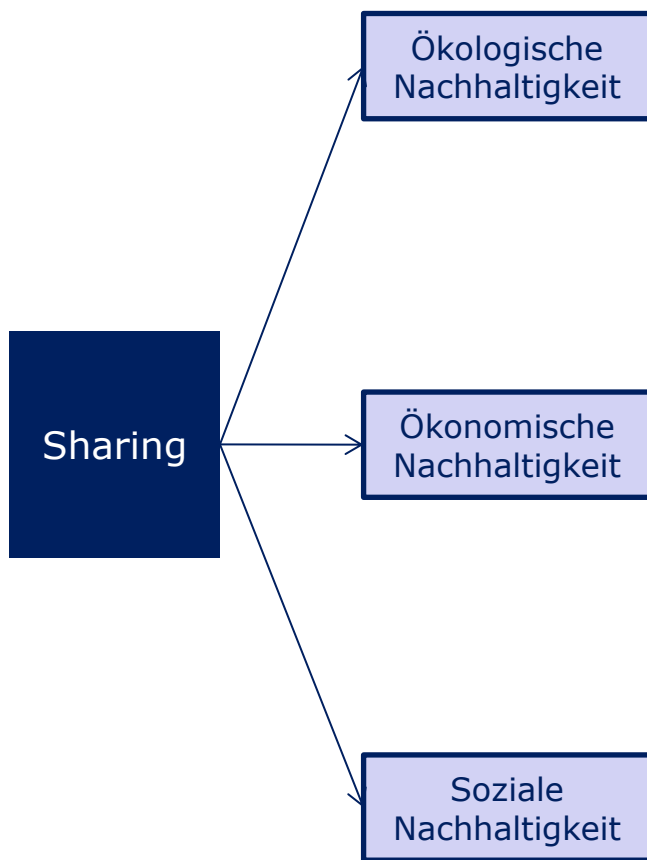 Ökologische
Nachhaltigkeit
Sharing
Ökonomische
Nachhaltigkeit
Soziale
Nachhaltigkeit